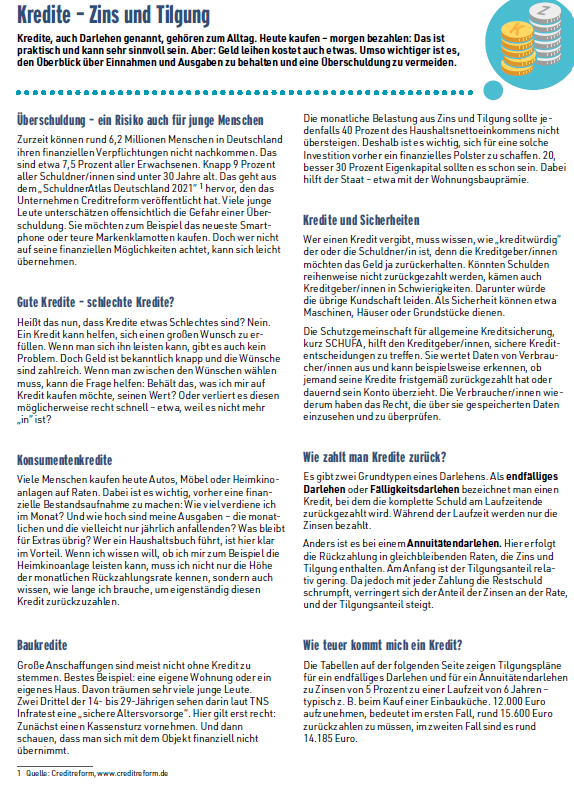 Kredite – Zins und Tilgung
Kredite, auch Darlehen genannt, gehören zum Alltag. Heute kaufen – morgen bezahlen: Das ist
praktisch und kann sehr sinnvoll sein. Aber: Geld leihen kostet auch etwas. Umso wichtiger ist es,
den Überblick über Einnahmen und Ausgaben zu behalten und eine Überschuldung zu vermeiden.
K
Z
Überschuldung – ein Risiko auch für junge Menschen
Zurzeit können rund 6,2 Millionen Menschen in Deutschland
ihren finanziellen Verpflichtungen nicht nachkommen. Das
sind etwa 7,5 Prozent aller Erwachsenen. Knapp 9 Prozent
aller Schuldner/innen sind unter 30 Jahre alt. Das geht aus
dem „SchuldnerAtlas Deutschland 2021“ 1 hervor, den das
Unternehmen Creditreform veröffentlicht hat. Viele junge
Leute unterschätzen offensichtlich die Gefahr einer Über-
schuldung. Sie möchten zum Beispiel das neueste Smart-
phone oder teure Markenklamotten kaufen. Doch wer nicht
auf seine finanziellen Möglichkeiten achtet, kann sich leicht
übernehmen.
Gute Kredite – schlechte Kredite?
Heißt das nun, dass Kredite etwas Schlechtes sind? Nein.
Ein Kredit kann helfen, sich einen großen Wunsch zu er-
füllen. Wenn man sich ihn leisten kann, gibt es auch kein
Problem. Doch Geld ist bekanntlich knapp und die Wünsche
sind zahlreich. Wenn man zwischen den Wünschen wählen
muss, kann die Frage helfen: Behält das, was ich mir auf
Kredit kaufen möchte, seinen Wert? Oder verliert es diesen
möglicherweise recht schnell – etwa, weil es nicht mehr
„in“ ist?
Konsumentenkredite
Viele Menschen kaufen heute Autos, Möbel oder Heimkino-
anlagen auf Raten. Dabei ist es wichtig, vorher eine finan-
zielle Bestandsaufnahme zu machen: Wie viel verdiene ich
im Monat? Und wie hoch sind meine Ausgaben – die monat-
lichen und die vielleicht nur jährlich anfallenden? Was bleibt
für Extras übrig? Wer ein Haushaltsbuch führt, ist hier klar
im Vorteil. Wenn ich wissen will, ob ich mir zum Beispiel die
Heimkinoanlage leisten kann, muss ich nicht nur die Höhe
der monatlichen Rückzahlungsrate kennen, sondern auch
wissen, wie lange ich brauche, um eigenständig diesen
Kredit zurückzuzahlen.
Baukredite
Große Anschaffungen sind meist nicht ohne Kredit zu
stemmen. Bestes Beispiel: eine eigene Wohnung oder ein
eigenes Haus. Davon träumen sehr viele junge Leute.
Zwei Drittel der 14- bis 29-Jährigen sehen darin laut TNS
Infratest eine „sichere Altersvorsorge“. Hier gilt erst recht:
Zunächst einen Kassensturz vornehmen. Und dann
schauen, dass man sich mit dem Objekt finanziell nicht
übernimmt.
1 Quelle: Creditreform, www.creditreform.de
Die monatliche Belastung aus Zins und Tilgung sollte je-
denfalls 40 Prozent des Haushaltsnettoeinkommens nicht
übersteigen. Deshalb ist es wichtig, sich für eine solche
Investition vorher ein finanzielles Polster zu schaffen. 20,
besser 30 Prozent Eigenkapital sollten es schon sein. Dabei
hilft der Staat – etwa mit der Wohnungsbauprämie.
Kredite und Sicherheiten
Wer einen Kredit vergibt, muss wissen, wie „kreditwürdig“
der oder die Schuldner/in ist, denn die Kreditgeber/innen
möchten das Geld ja zurückerhalten. Könnten Schulden
reihenweise nicht zurückgezahlt werden, kämen auch
Kreditgeber/innen in Schwierigkeiten. Darunter würde
die übrige Kundschaft leiden. Als Sicherheit können etwa
Maschinen, Häuser oder Grundstücke dienen.
Die Schutzgemeinschaft für allgemeine Kreditsicherung,
kurz SCHUFA, hilft den Kreditgeber/innen, sichere Kredit-
entscheidungen zu treffen. Sie wertet Daten von Verbrau-
cher/innen aus und kann beispielsweise erkennen, ob
jemand seine Kredite fristgemäß zurückgezahlt hat oder
dauernd sein Konto überzieht. Die Verbraucher/innen wie-
derum haben das Recht, die über sie gespeicherten Daten
einzusehen und zu überprüfen.
Wie zahlt man Kredite zurück?
Es gibt zwei Grundtypen eines Darlehens. Als endfälliges
Darlehen oder Fälligkeitsdarlehen bezeichnet man einen
Kredit, bei dem die komplette Schuld am Laufzeitende
zurückgezahlt wird. Während der Laufzeit werden nur die
Zinsen bezahlt.
Anders ist es bei einem Annuitätendarlehen. Hier erfolgt
die Rückzahlung in gleichbleibenden Raten, die Zins und
Tilgung enthalten. Am Anfang ist der Tilgungsanteil rela-
tiv gering. Da jedoch mit jeder Zahlung die Restschuld
schrumpft, verringert sich der Anteil der Zinsen an der Rate,
und der Tilgungsanteil steigt.
Wie teuer kommt mich ein Kredit?
Die Tabellen auf der folgenden Seite zeigen Tilgungspläne
für ein endfälliges Darlehen und für ein Annuitätendarlehen
zu Zinsen von 5 Prozent zu einer Laufzeit von 6 Jahren –
typisch z. B. beim Kauf einer Einbauküche. 12.000 Euro
aufzunehmen, bedeutet im ersten Fall, rund 15.600 Euro
zurückzahlen zu müssen, im zweiten Fall sind es rund
14.185 Euro.